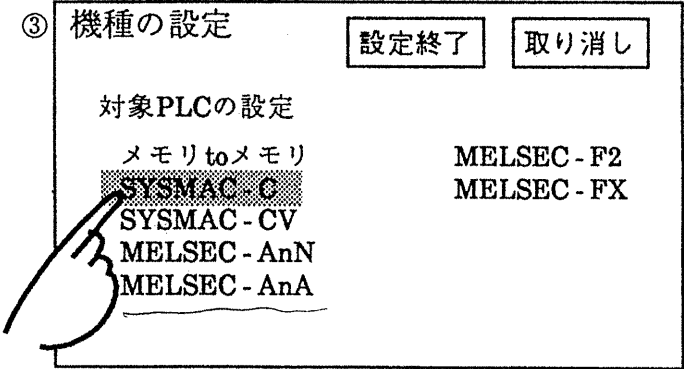 ③ 機種の設定
設定終了 取り消し
対象PLCの設定
メモリtoメモリ
SYSMAC-C
SYSMAC-CV
MELSEC-AnN
MELSEC-AnA
MELSEC-F2
MELSEC-FX